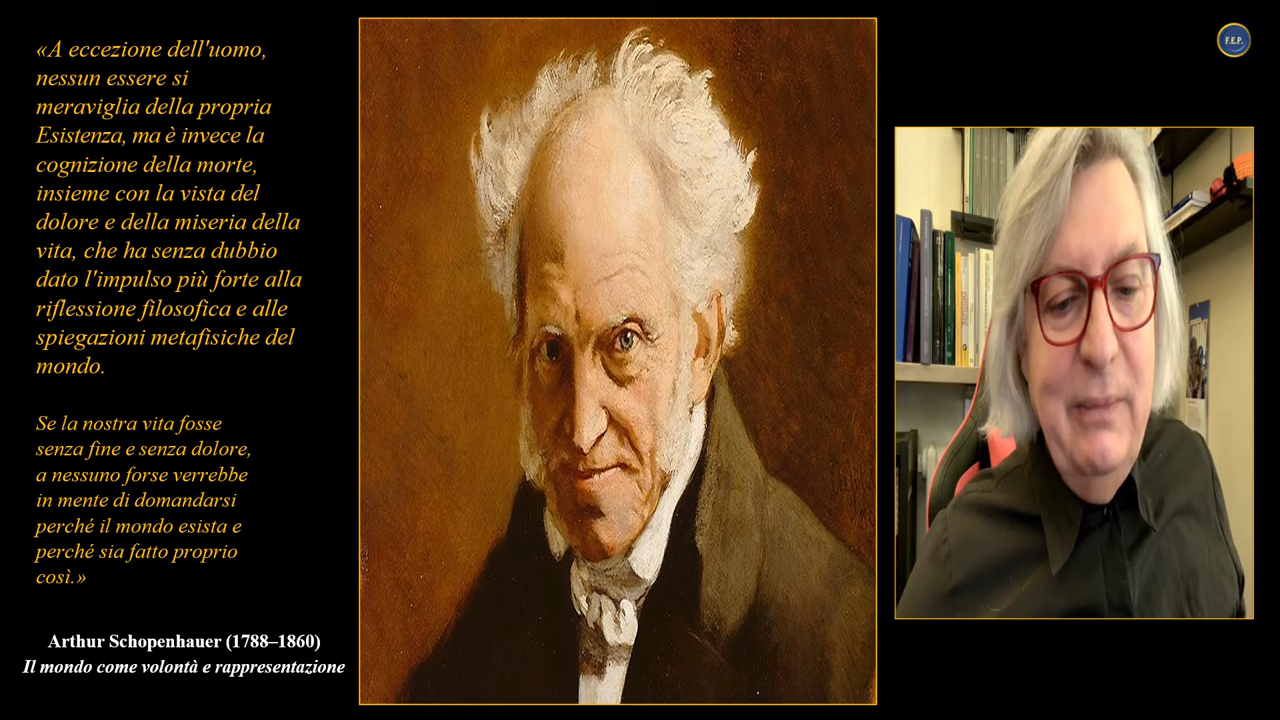 «A eccezione dell'uomo,
nessun essere si
meraviglia della propria
Esistenza, ma è invece la
cognizione della morte,
insieme con la vista del
dolore e della miseria della
vita, che ha senza dubbio
dato l'impulso più forte alla
riflessione filosofica e alle
spiegazioni metafisiche del
mondo.
Se la nostra vita fosse
senza fine e senza dolore,
a nessuno forse verrebbe
in mente di domandarsi
perché il mondo esista e
perché sia fatto proprio
così.»
Arthur Schopenhauer (1788–1860)
Il mondo come volontà e rappresentazione
F.E.P.